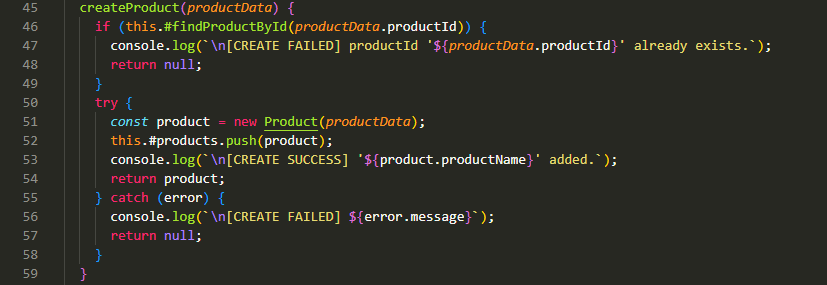 45 createProduct(productData) {
46 if (this.#findProductById(productData.productId)) {
47 console.log(`\n[CREATE FAILED] productId '${productData.productId}' already exists.`);
48 return null;
49 }
50 try {
51 const product = new Product(productData);
52 this.#products.push(product);
53 console.log(`\n[CREATE SUCCESS] '${product.productName}' added.`);
54 return product;
55 } catch (error) {
56 console.log(`\n[CREATE FAILED] ${error.message}`);
57 return null;
58 }
59 }